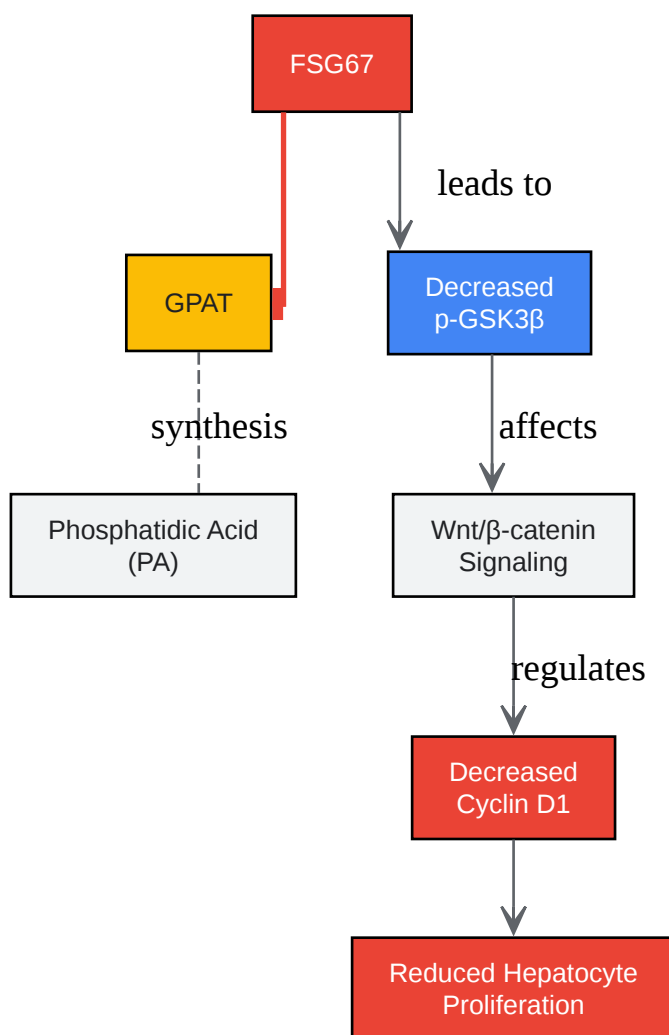 FSG67
leads to
GPAT
Decreased
p-GSK3β
synthesis
affects
Phosphatidic Acid
(PA)
Wnt/β-catenin
Signaling
regulates
Decreased
Cyclin D1
Reduced Hepatocyte
Proliferation